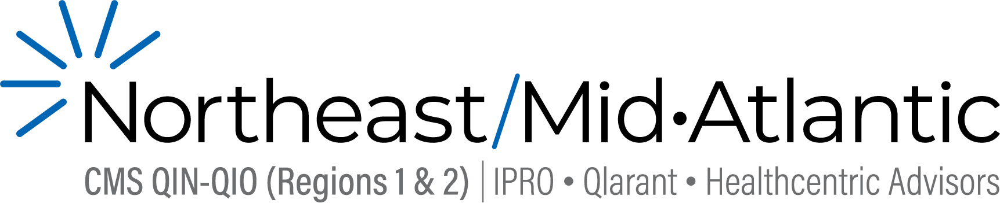 Northeast/Mid•Atlantic
CMS QIN-QIO (Regions 1 & 2) | IPRO • Qlarant • Healthcentric Advisors